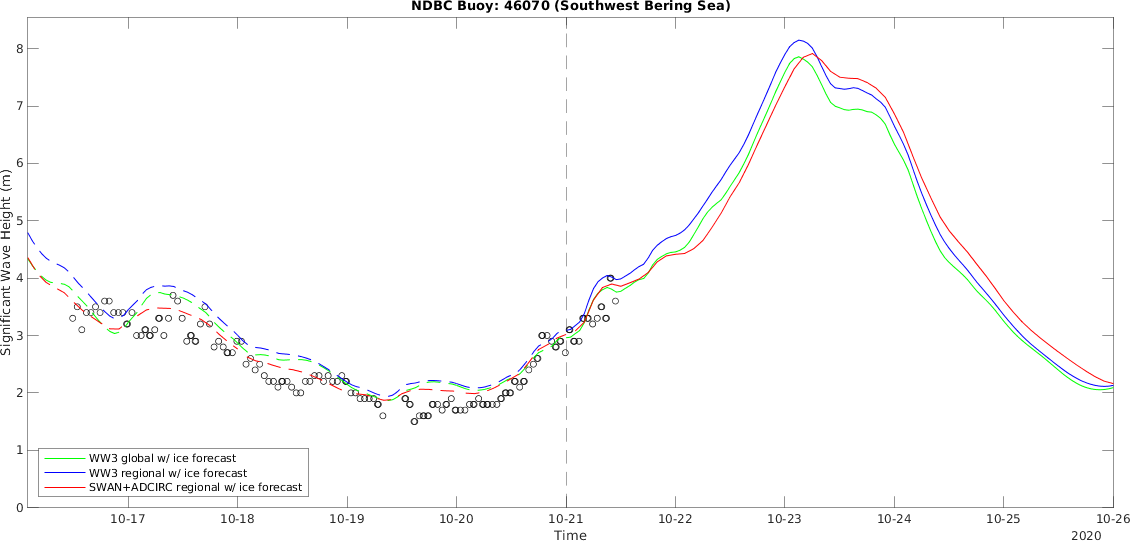 NDBC Buoy: 46070 (Southwest Bering Sea)
Significant Wave Height (m)
8
7
6
5
4
3
2
1
0
WW3 global w/ ice forecast
WW3 regional w/ ice forecast
SWAN+ADCIRC regional w/ ice forecast
10-17 10-18 10-19 10-20 10-21 10-22 10-23 10-24 10-25 10-26
Time
2020